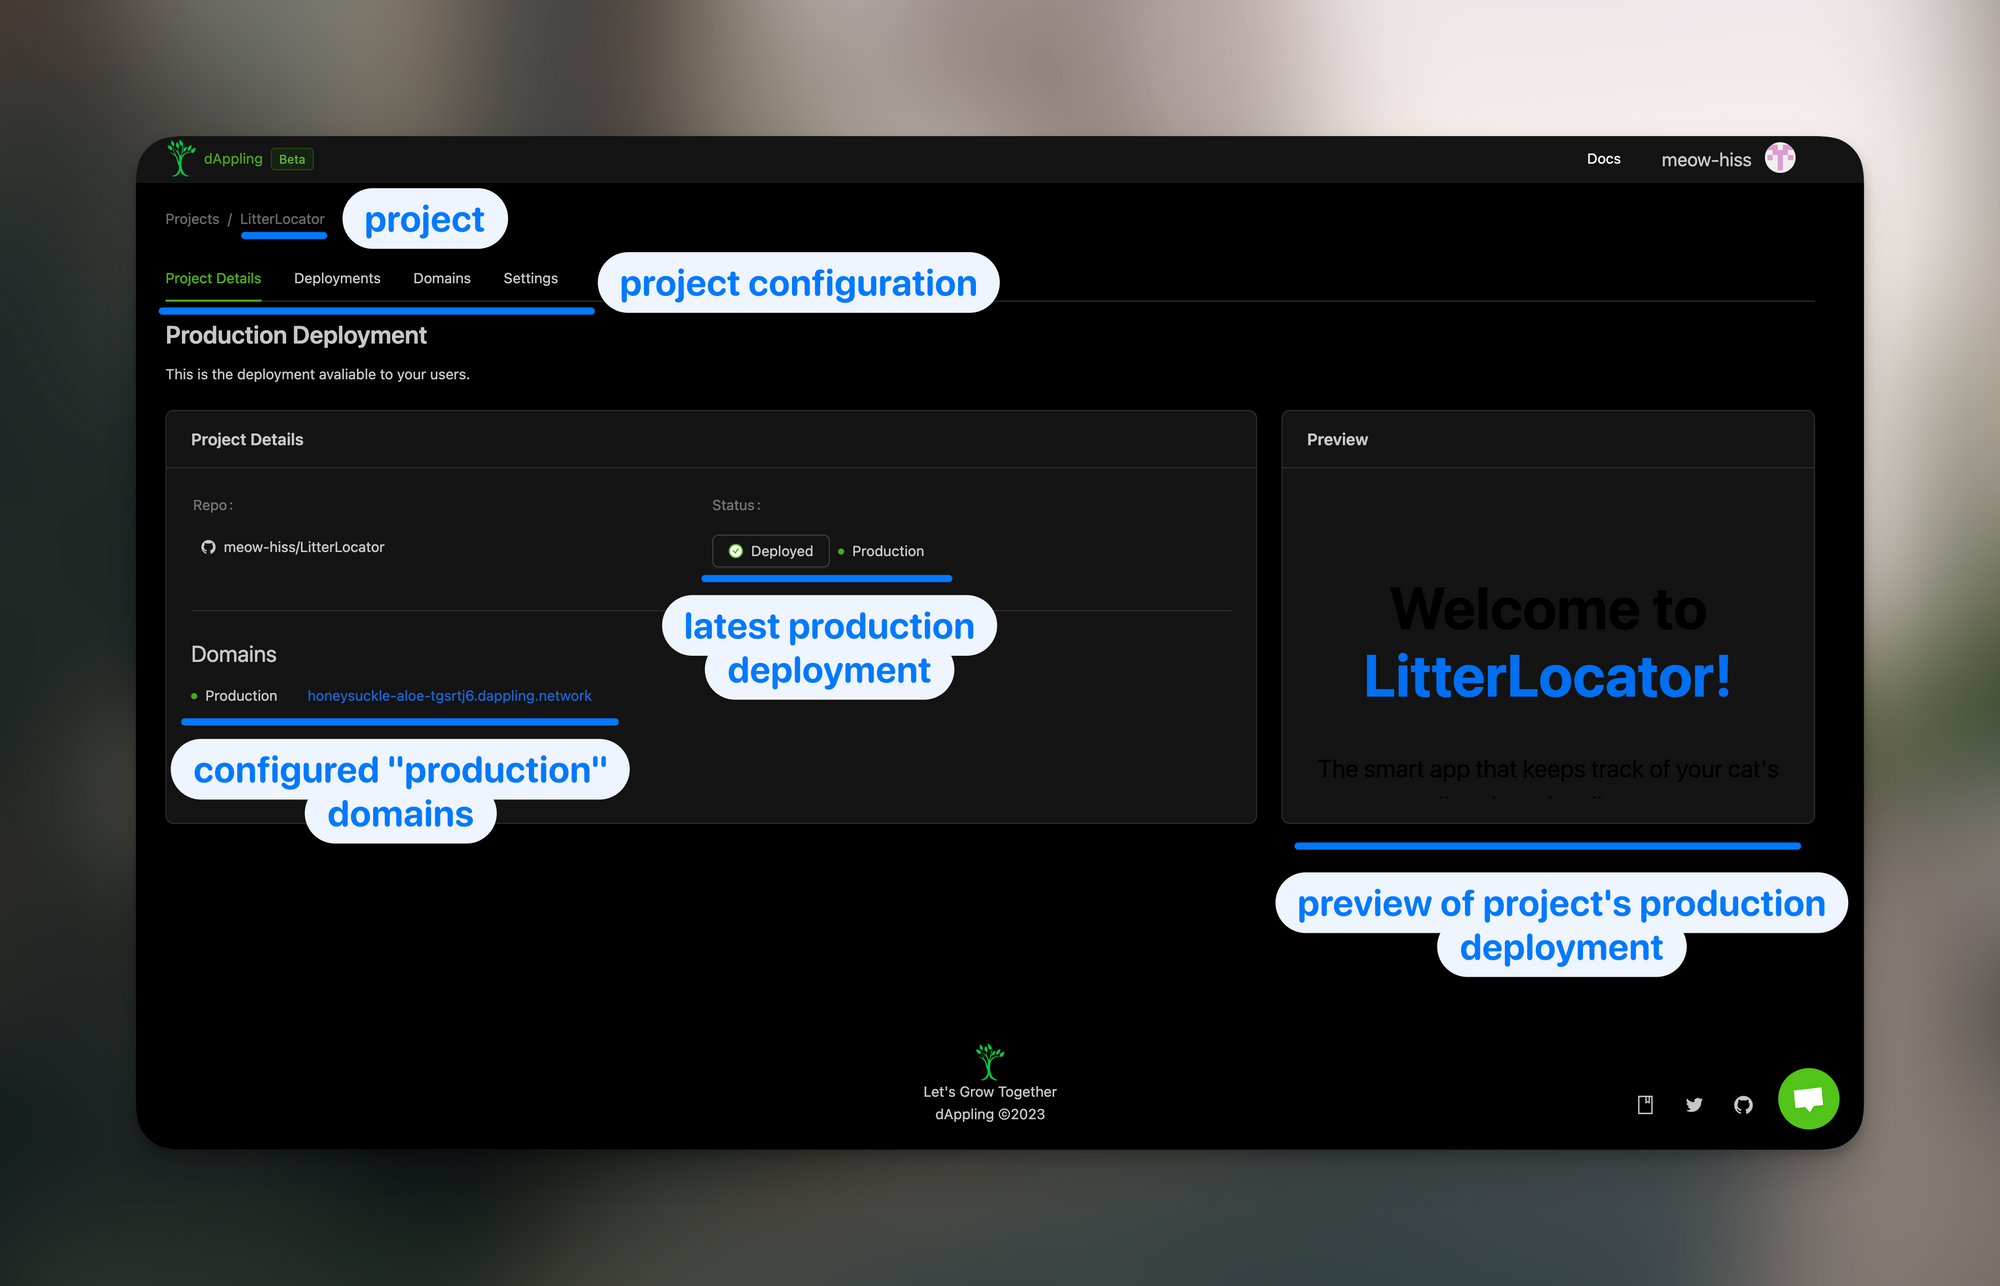 dAppling Beta
Docs
meow-hiss
Projects / LitterLocator
project
Project Details
Deployments
Domains
Settings
project configuration
Production Deployment
This is the deployment avaliable to your users.
Project Details
Repo:
meow-hiss/LitterLocator
Status:
Deployed
Production
latest production
deployment
Domains
Production
honeysuckle-aloe-tgsrtj6.dappling.network
configured "production"
domains
Preview
Welcome to
LitterLocator!
The smart app that keeps track of your cat's
preview of project's production
deployment
Let's Grow Together
dAppling ©2023